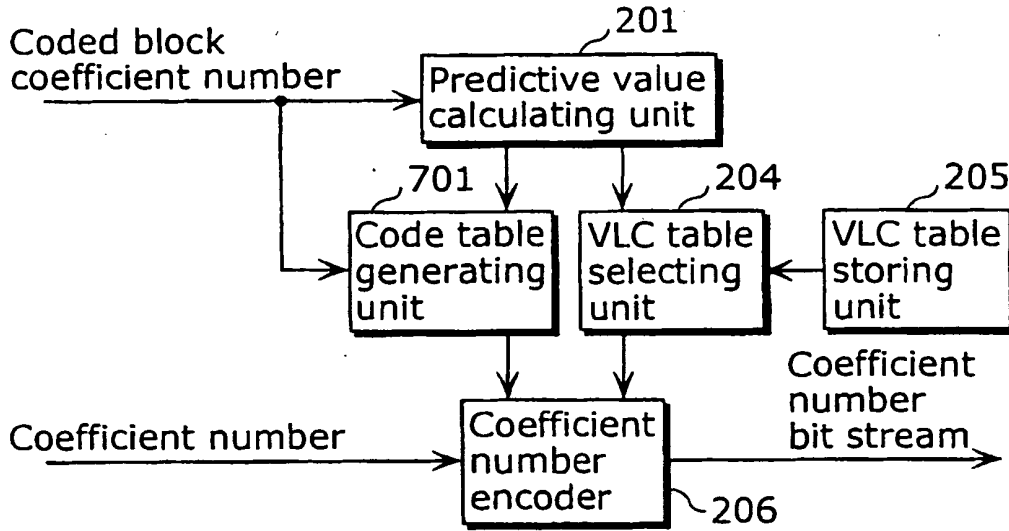 201
Coded block
coefficient number
Predictive value
calculating unit
701
204
205
Code table
generating
unit
VLC table
selecting
unit
VLC table
storing
unit
Coefficient number
Coefficient
number
encoder
Coefficient
number
bit stream
206